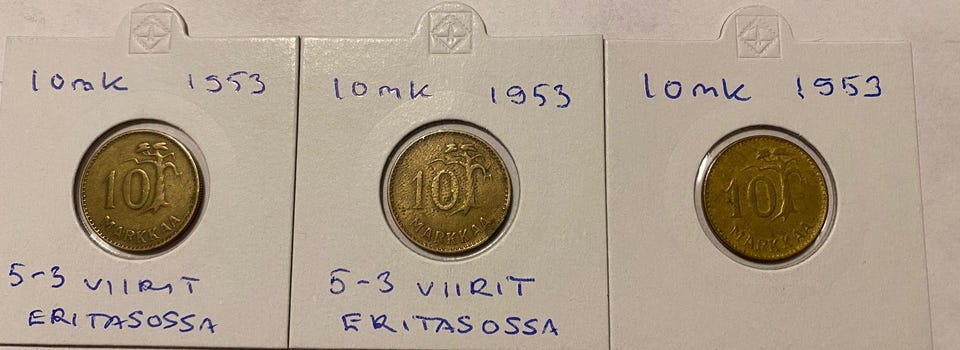 10mk 1953
10
MARKKAA
5-3 VIIRIT
ERITASOSSA
10mk 1953
10
MARKKAA
5-3 VIIRIT
ERITASOSSA
10mk 1953
10
MARKKAA